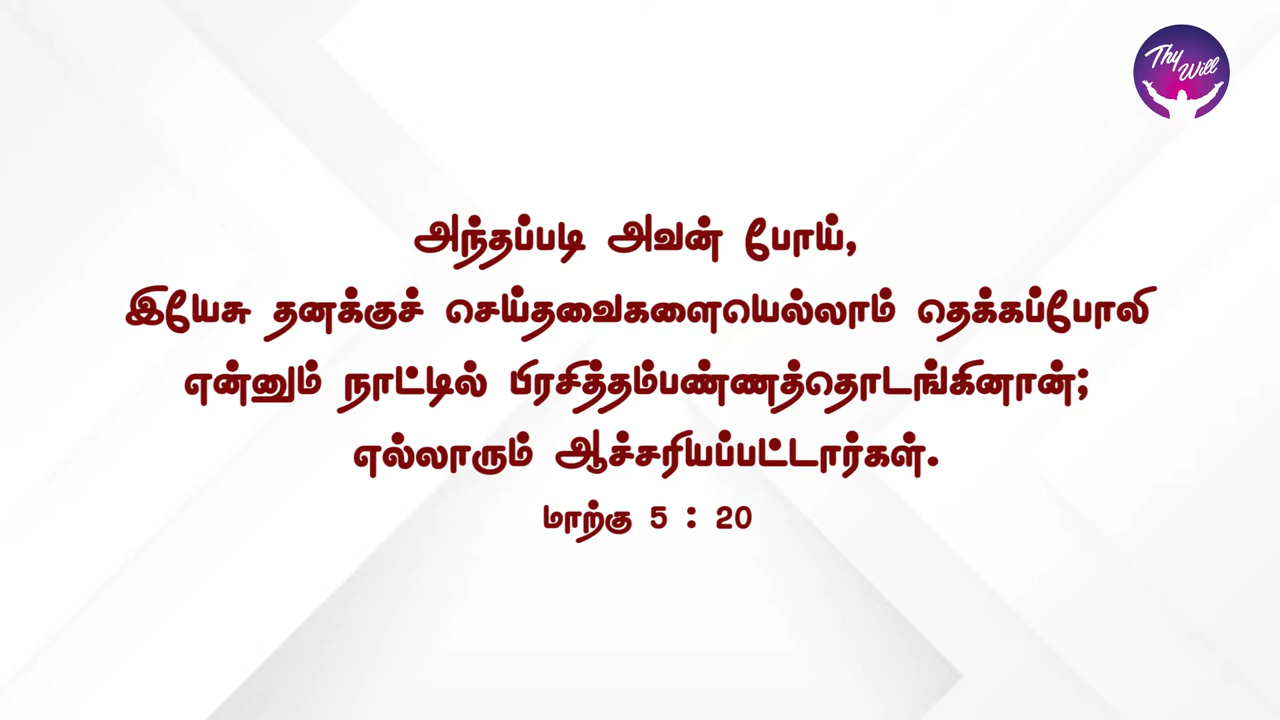 Thy Will
அந்தப்படி அவன் போய்,
இயேசு தனக்குச் செய்தவைகளையெல்லாம் தெக்கப்போலி
என்னும் நாட்டில் பிரசித்தம்பண்ணத்தொடங்கினான்;
எல்லாரும் ஆச்சரியப்பட்டார்கள்.
மாற்கு 5 : 20